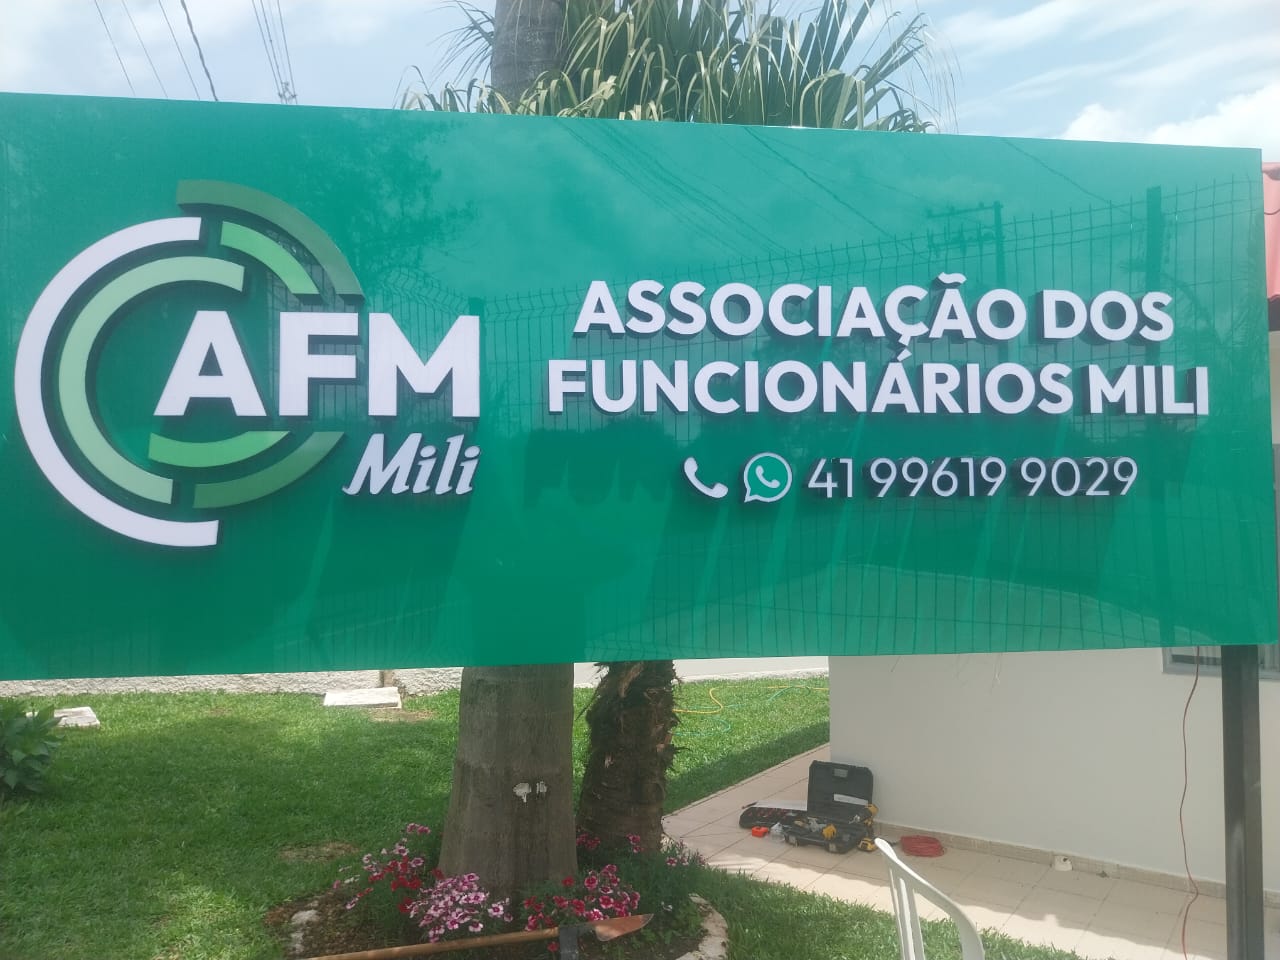 AFM
Mili
ASSOCIAÇÃO DOS
FUNCIONÁRIOS MILI
41 99619 9029